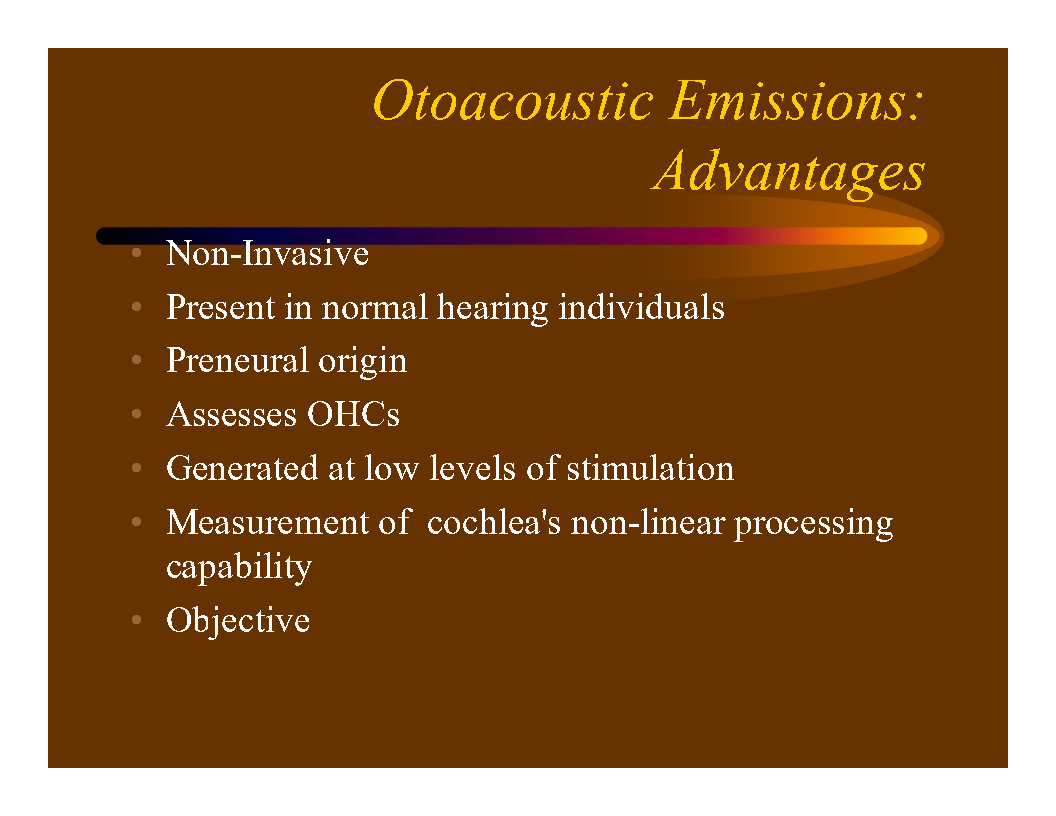 Otoacoustic Emissions:
Advantages
• Non-Invasive
• Present in normal hearing individuals
• Preneural origin
• Assesses OHCs
• Generated at low levels of stimulation
• Measurement of  cochlea's non-linear processing
capability
• Objective